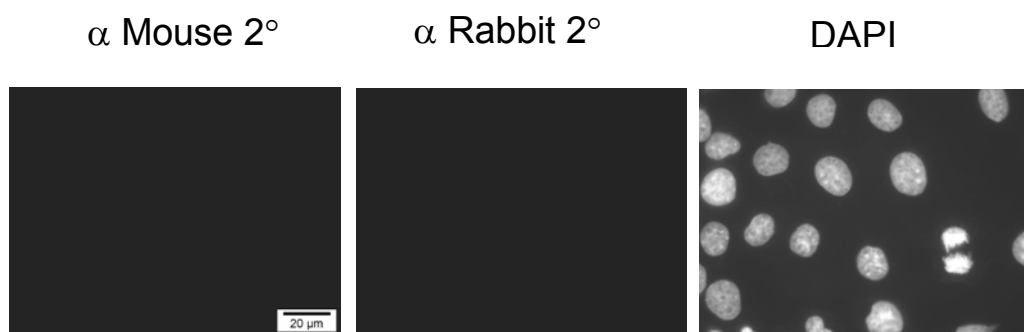 α Mouse 2°
α Rabbit 2°
DAPI
20 µm